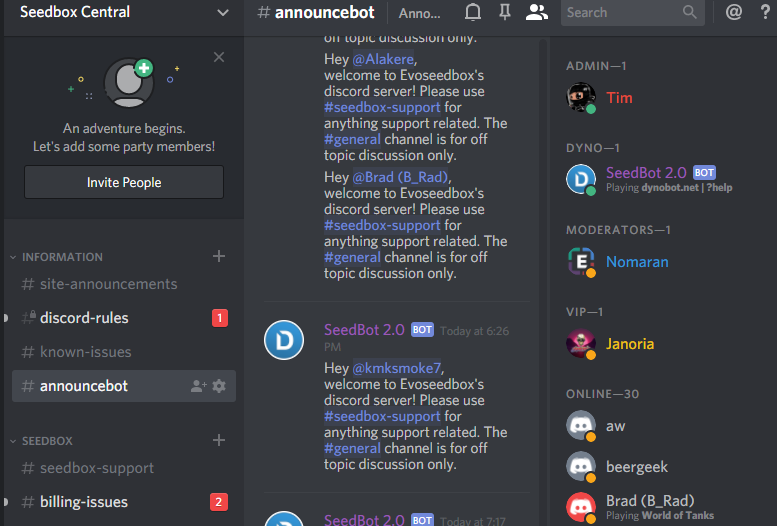 Seedbox Central
An adventure begins.
Let's add some party members!
Invite People
INFORMATION
# site-announcements
# discord-rules 1
# known-issues
# announcebot
SEEDBOX
# seedbox-support
# billing-issues 2
# announcebot
Anno...
Search
@ ?
off topic discussion only.
Hey @Alakere,
welcome to Evoseedbox's
discord server! Please use
#seedbox-support for
anything support related. The
#general channel is for off
topic discussion only.
Hey @Brad (B_Rad),
welcome to Evoseedbox's
discord server! Please use
#seedbox-support for
anything support related. The
#general channel is for off
topic discussion only.
SeedBot 2.0 BOT Today at 6:26
PM
Hey @kmksmoke7,
welcome to Evoseedbox's
discord server! Please use
#seedbox-support for
anything support related. The
#general channel is for off
topic discussion only.
SeedBot 2.0 BOT Today at 7:17
ADMIN—1
Tim
DYNO—1
SeedBot 2.0 BOT
Playing dynobot.net | ?help
MODERATORS—1
Nomaran
VIP—1
Janoria
ONLINE—30
aw
beergeek
Brad (B_Rad)
Playing World of Tanks